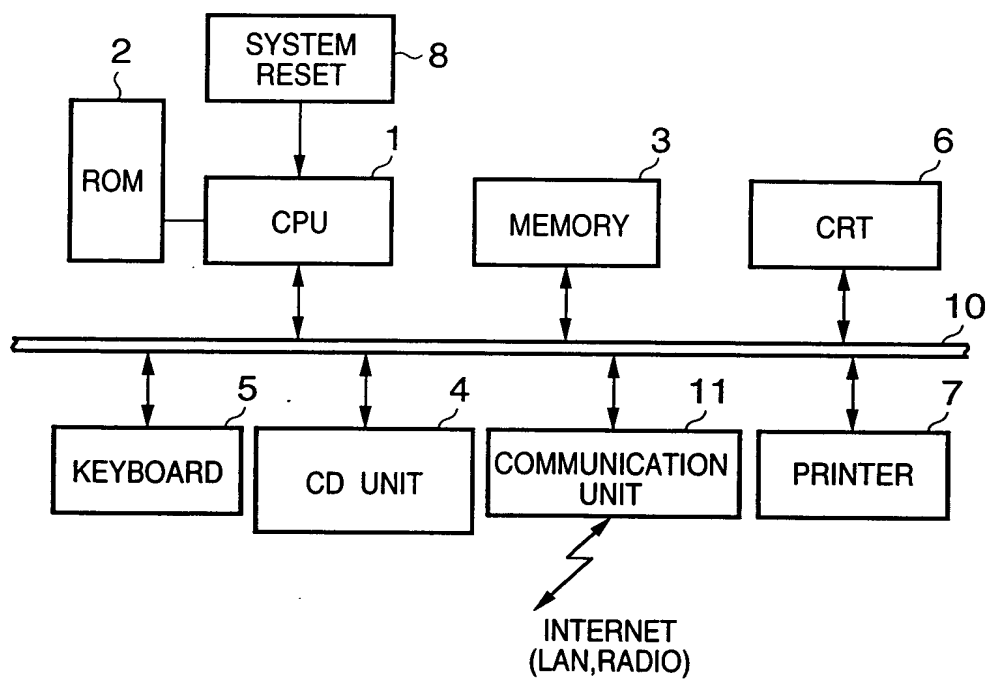 2
SYSTEM
RESET
8
ROM
1
CPU
3
MEMORY
6
CRT
10
5
KEYBOARD
4
CD UNIT
11
COMMUNICATION
UNIT
7
PRINTER
INTERNET
(LAN,RADIO)